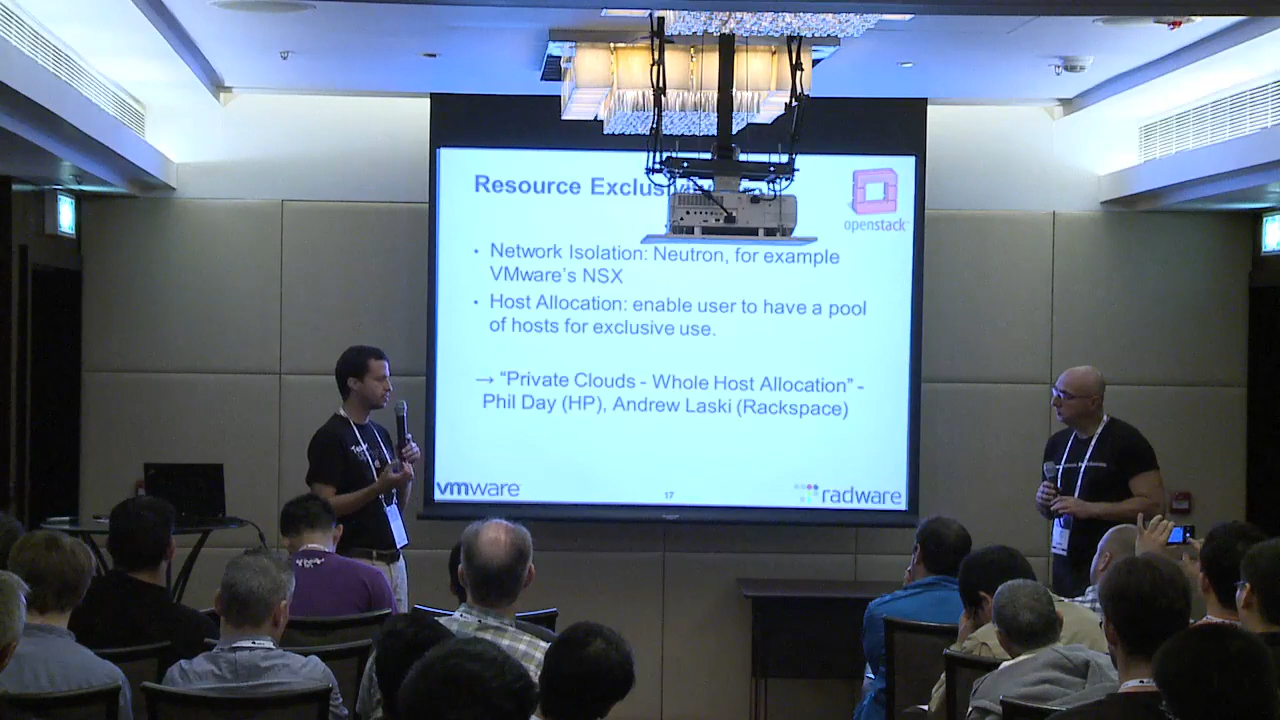 Resource Exclusivity
openstack
• Network Isolation: Neutron, for example
VMware's NSX
• Host Allocation: enable user to have a pool
of hosts for exclusive use.
→ "Private Clouds - Whole Host Allocation" -
Phil Day (HP), Andrew Laski (Rackspace)
vmware
17
radware